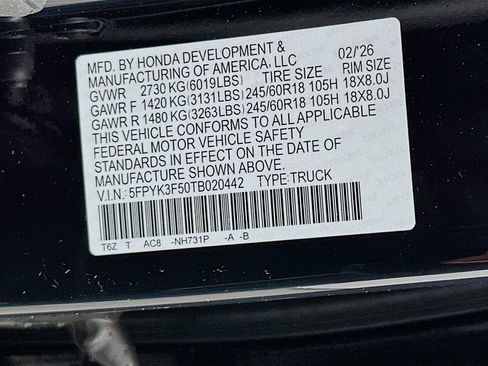 MFD. BY HONDA DEVELOPMENT &
MANUFACTURING OF AMERICA, LLC 02/'26
GVWR 2730 KG(6019LBS) TIRE SIZE RIM SIZE
GAWR F 1420 KG(3131LBS) 245/60R18 105H 18X8.0J
GAWR R 1480 KG(3263LBS) 245/60R18 105H 18X8.0J
THIS VEHICLE CONFORMS TO ALL APPLICABLE
FEDERAL MOTOR VEHICLE SAFETY
STANDARDS IN EFFECT ON THE DATE OF
MANUFACTURE SHOWN ABOVE.
V.I.N.: 5FPYK3F50TB020442 TYPE:TRUCK
T6Z T AC8 -NH731P -A -B